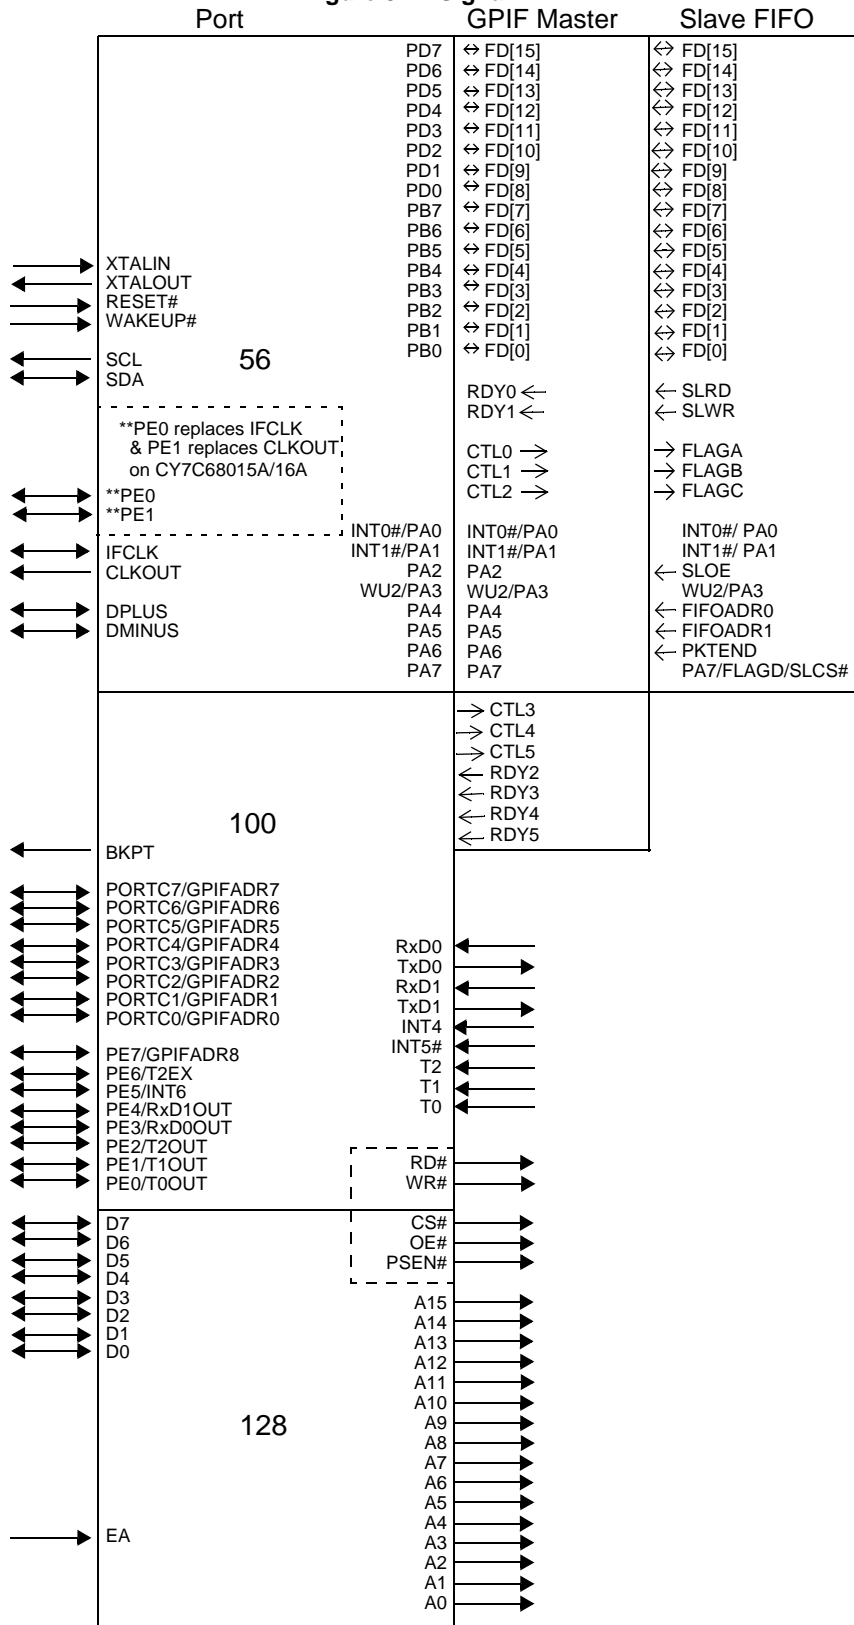 Port GPIF Master Slave FIFO
PD7 FD[15] FD[15]
PD6 FD[14] FD[14]
PD5 FD[13] FD[13]
PD4 FD[12] FD[12]
PD3 FD[11] FD[11]
PD2 FD[10] FD[10]
PD1 FD[9] FD[9]
PD0 FD[8] FD[8]
PB7 FD[7] FD[7]
PB6 FD[6] FD[6]
PB5 FD[5] FD[5]
XTALIN PB4 FD[4] FD[4]
XTALOUT PB3 FD[3] FD[3]
RESET# PB2 FD[2] FD[2]
WAKEUP# PB1 FD[1] FD[1]
PB0 FD[0] FD[0]
SCL 56
SDA
RDY0 SLRD
RDY1 SLWR
**PE0 replaces IFCLK
& PE1 replaces CLKOUT
on CY7C68015A/16A
CTL0 FLAGA
CTL1 FLAGB
CTL2 FLAGC
**PE0
**PE1
INT0#/PA0 INT0#/PA0 INT0#/ PA0
IFCLK INT1#/PA1 INT1#/PA1 INT1#/ PA1
CLKOUT PA2 PA2 SLOE
WU2/PA3 WU2/PA3 WU2/PA3
DPLUS PA4 PA4 FIFOADR0
DMINUS PA5 PA5 FIFOADR1
PA6 PA6 PKTEND
PA7 PA7 PA7/FLAGD/SLCS#
CTL3
CTL4
CTL5
RDY2
RDY3
RDY4
100
RDY5
BKPT
PORTC7/GPIFADR7
PORTC6/GPIFADR6
PORTC5/GPIFADR5
PORTC4/GPIFADR4 RxD0
PORTC3/GPIFADR3 TxD0
PORTC2/GPIFADR2 RxD1
PORTC1/GPIFADR1 TxD1
PORTC0/GPIFADR0 INT4
INT5#
PE7/GPIFADR8 T2
PE6/T2EX T1
PE5/INT6 T0
PE4/RxD1OUT
PE3/RxD0OUT
PE2/T2OUT
PE1/T1OUT RD#
PE0/T0OUT WR#
D7 CS#
D6 OE#
D5 PSEN#
D4
D3 A15
D2 A14
D1 A13
D0 A12
A11
A10
128 A9
A8
A7
A6
A5
A4
EA A3
A2
A1
A0